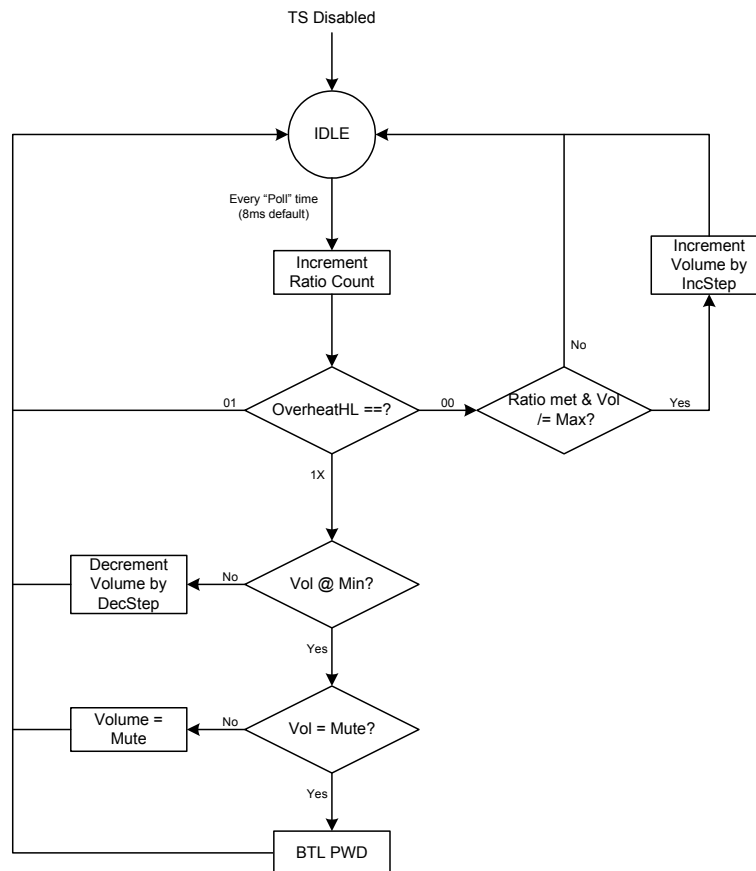 TS Disabled
IDLE
Every “Poll” time
(8ms default)
Increment
Ratio Count
Increment
Volume by
IncStep
No
01
OverheatHL ==?
00
Ratio met & Vol
/= Max?
Yes
1X
Decrement
Volume by
DecStep
No
Vol @ Min?
Yes
Volume =
Mute
No
Vol = Mute?
Yes
BTL PWD